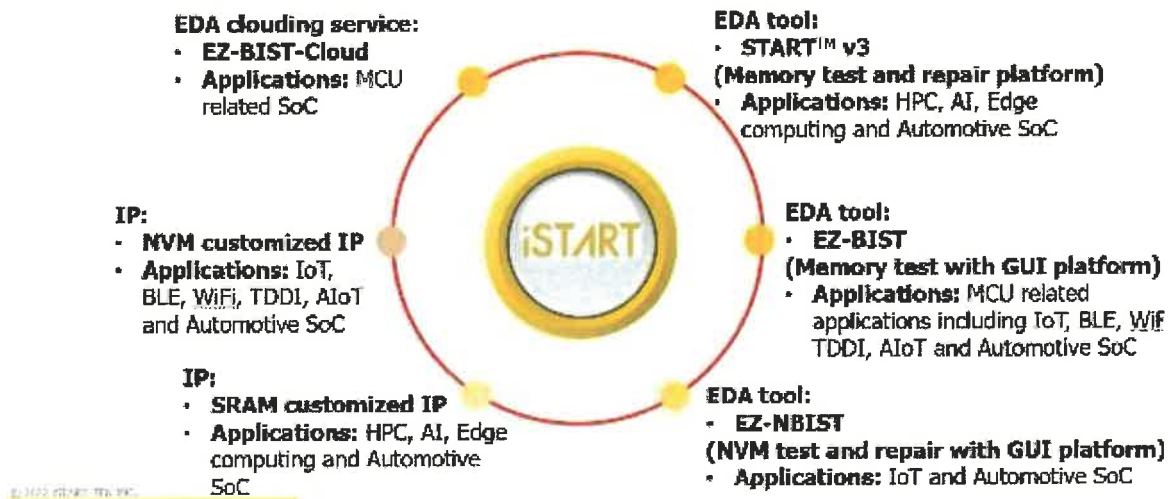 EDA clouding service:
• EZ-BIST-Cloud
• Applications: MCU
related SoC
EDA tool:
• START™ v3
(Memory test and repair platform)
• Applications: HPC, AI, Edge
computing and Automotive SoC
iSTART
IP:
• NVM customized IP
• Applications: IoT,
BLE, WiFi, TDDI, AIoT
and Automotive SoC
EDA tool:
• EZ-BIST
(Memory test with GUI platform)
• Applications: MCU related
applications including IoT, BLE, WiF
TDDI, AIoT and Automotive SoC
IP:
• SRAM customized IP
• Applications: HPC, AI, Edge
computing and Automotive
SoC
EDA tool:
• EZ-NBIST
(NVM test and repair with GUI platform)
• Applications: IoT and Automotive SoC